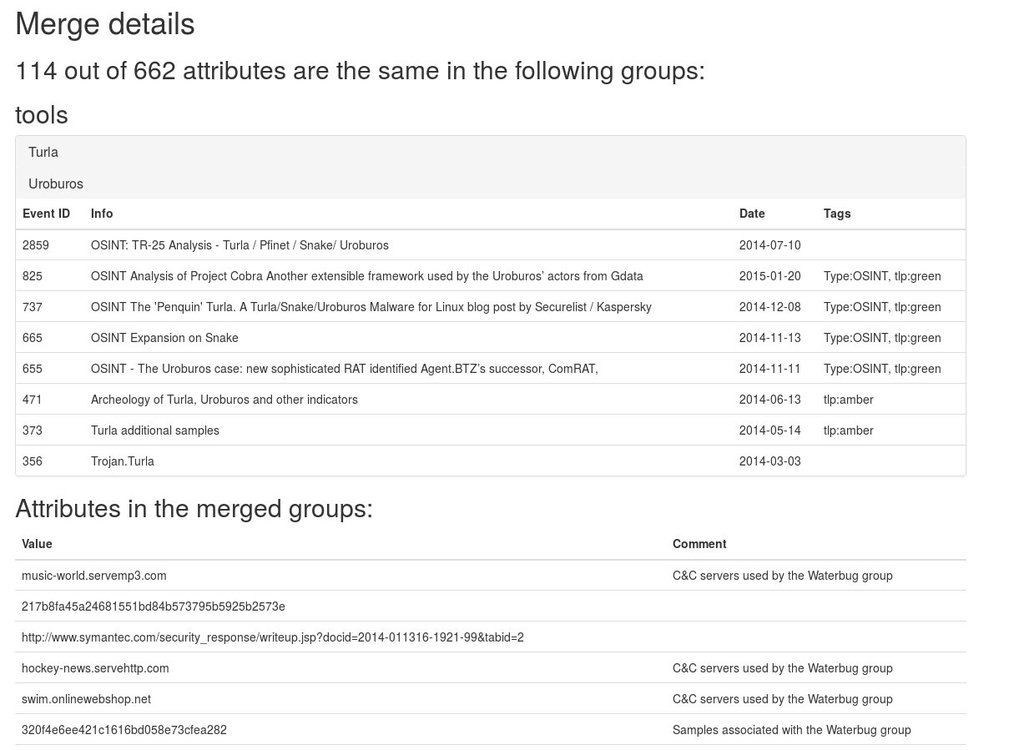 Merge details
114 out of 662 attributes are the same in the following groups:
tools
Turla
Uroburos
Event ID Info Date Tags
2859 OSINT: TR-25 Analysis - Turla / Pfinet / Snake/ Uroburos 2014-07-10
825 OSINT Analysis of Project Cobra Another extensible framework used by the Uroburos' actors from Gdata 2015-01-20 Type:OSINT, tlp:green
737 OSINT The 'Penquin' Turla. A Turla/Snake/Uroburos Malware for Linux blog post by Securelist / Kaspersky 2014-12-08 Type:OSINT, tlp:green
665 OSINT Expansion on Snake 2014-11-13 Type:OSINT, tlp:green
655 OSINT - The Uroburos case: new sophisticated RAT identified Agent.BTZ's successor, ComRAT, 2014-11-11 Type:OSINT, tlp:green
471 Archeology of Turla, Uroburos and other indicators 2014-06-13 tlp:amber
373 Turla additional samples 2014-05-14 tlp:amber
356 Trojan.Turla 2014-03-03
Attributes in the merged groups:
Value Comment
music-world.servemp3.com C&C servers used by the Waterbug group
217b8fa45a24681551bd84b573795b5925b2573e
http://www.symantec.com/security_response/writeup.jsp?docid=2014-011316-1921-99&tabid=2
hockey-news.servehttp.com C&C servers used by the Waterbug group
swim.onlinewebshop.net C&C servers used by the Waterbug group
320f4e6ee421c1616bd058e73cfea282 Samples associated with the Waterbug group